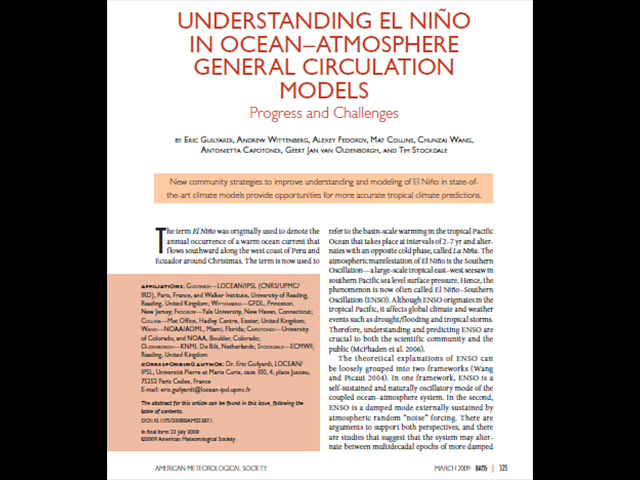 UNDERSTANDING EL NIÑO
IN OCEAN–ATMOSPHERE
GENERAL CIRCULATION
MODELS
Progress and Challenges
BY ERIC GUILYARDI, ANDREW WITTENBERG, ALEXEY FEDOROV, MAT COLLINS, CHUNZAI WANG,
ANTONIETTA CAPOTONDI, GEERT JAN VAN OLDENBORGH, AND TIM STOCKDALE
New community strategies to improve understanding and modeling of El Niño in state-of-
the-art climate models provide opportunities for more accurate tropical climate predictions.
The term El Niño was originally used to denote the
annual occurrence of a warm ocean current that
flows southward along the west coast of Peru and
Ecuador around Christmas. The term is now used to
AFFILIATIONS: GUILYARDI—LOCEAN/IPSL (CNRS/UPMC/
IRD), Paris, France, and Walker Institute, University of Reading,
Reading, United Kingdom; WITTENBERG—GFDL, Princeton,
New Jersey; FEDOROV—Yale University, New Haven, Connecticut;
COLLINS—Met Office, Hadley Centre, Exeter, United Kingdom;
WANG—NOAA/AOML, Miami, Florida; CAPOTONDI—University
of Colorado, and NOAA, Boulder, Colorado;
OLDENBORGH—KNMI, De Bilt, Netherlands; STOCKDALE—ECMWF,
Reading, United Kingdom
CORRESPONDING AUTHOR: Dr. Eric Guilyardi, LOCEAN/
IPSL, Université Pierre et Marie Curie, case 100, 4, place Jussieu,
75252 Paris Cedex, France
E-mail: eric.guilyardi@locean-ipsl.upmc.fr
The abstract for this article can be found in this issue, following the
table of contents.
DOI:10.1175/2008BAMS2387.1
In final form 23 July 2008
©2009 American Meteorological Society
refer to the basin-scale warming in the tropical Pacific
Ocean that takes place at intervals of 2–7 yr and alter-
nates with an opposite cold phase, called La Niña. The
atmospheric manifestation of El Niño is the Southern
Oscillation—a large-scale tropical east–west seesaw in
southern Pacific sea level surface pressure. Hence, the
phenomenon is now often called El Niño–Southern
Oscillation (ENSO). Although ENSO originates in the
tropical Pacific, it affects global climate and weather
events such as drought/flooding and tropical storms.
Therefore, understanding and predicting ENSO are
crucial to both the scientific community and the
public (McPhaden et al. 2006).
The theoretical explanations of ENSO can
be loosely grouped into two frameworks (Wang
and Picaut 2004). In one framework, ENSO is a
self-sustained and naturally oscillatory mode of the
coupled ocean–atmosphere system. In the second,
ENSO is a damped mode externally sustained by
atmospheric random "noise" forcing. There are
arguments to support both perspectives, and there
are studies that suggest that the system may alter-
nate between multidecadal epochs of more damped
AMERICAN METEOROLOGICAL SOCIETY
MARCH 2009 BAMS | 325